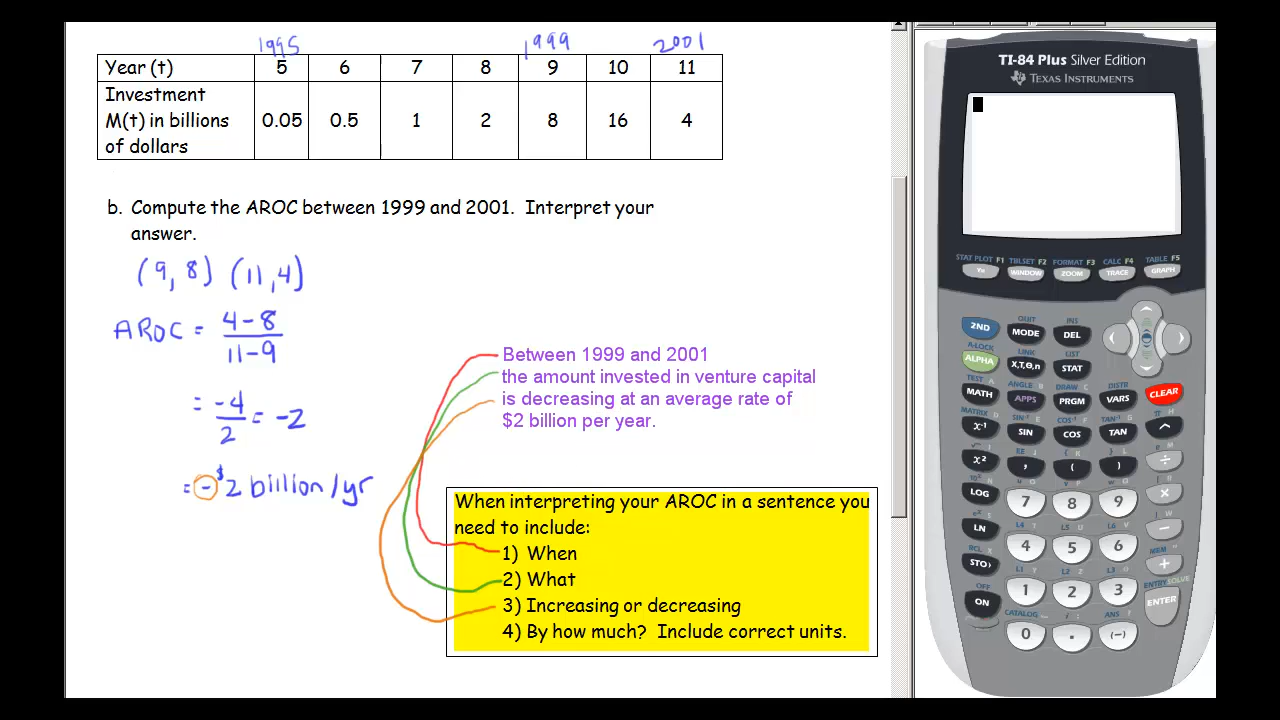 1995 1999 2001
Year (t) 5 6 7 8 9 10 11
Investment
M(t) in billions 0.05 0.5 1 2 8 16 4
of dollars
b. Compute the AROC between 1999 and 2001. Interpret your
answer.
(9, 8) (11, 4)
AROC = 4-8
11-9
= -4
2 = -2
= -$2 billion/yr
Between 1999 and 2001
the amount invested in venture capital
is decreasing at an average rate of
$2 billion per year.
When interpreting your AROC in a sentence you
need to include:
1) When
2) What
3) Increasing or decreasing
4) By how much? Include correct units.
TI-84 Plus Silver Edition
TEXAS INSTRUMENTS
STAT PLOT F1 TBLSET F2 FORMAT F3 CALC F4 TABLE F5
Y= WINDOW ZOOM TRACE GRAPH
QUIT INS
2ND MODE DEL
A-LOCK LINK LIST
ALPHA X,T,Θ,n STAT
TEST A ANGLE B DRAW C DISTR
MATH APPS PRGM VARS CLEAR
MATRIX D SIN-1 E COS-1 F TAN-1 G π H
x-1 SIN COS TAN ^
√ I EE J { K } L e M
x2 , ( ) ÷
10x N u O v P w Q [ R
LOG 7 8 9 ×
ex S L4 T L5 U L6 V ] W
LN 4 5 6 −
RCL X L1 Y L2 Z L3 θ MEM "
STO› 1 2 3 +
OFF CATALOG i : ANS ? ENTRY SOLVE
ON 0 . (−) ENTER